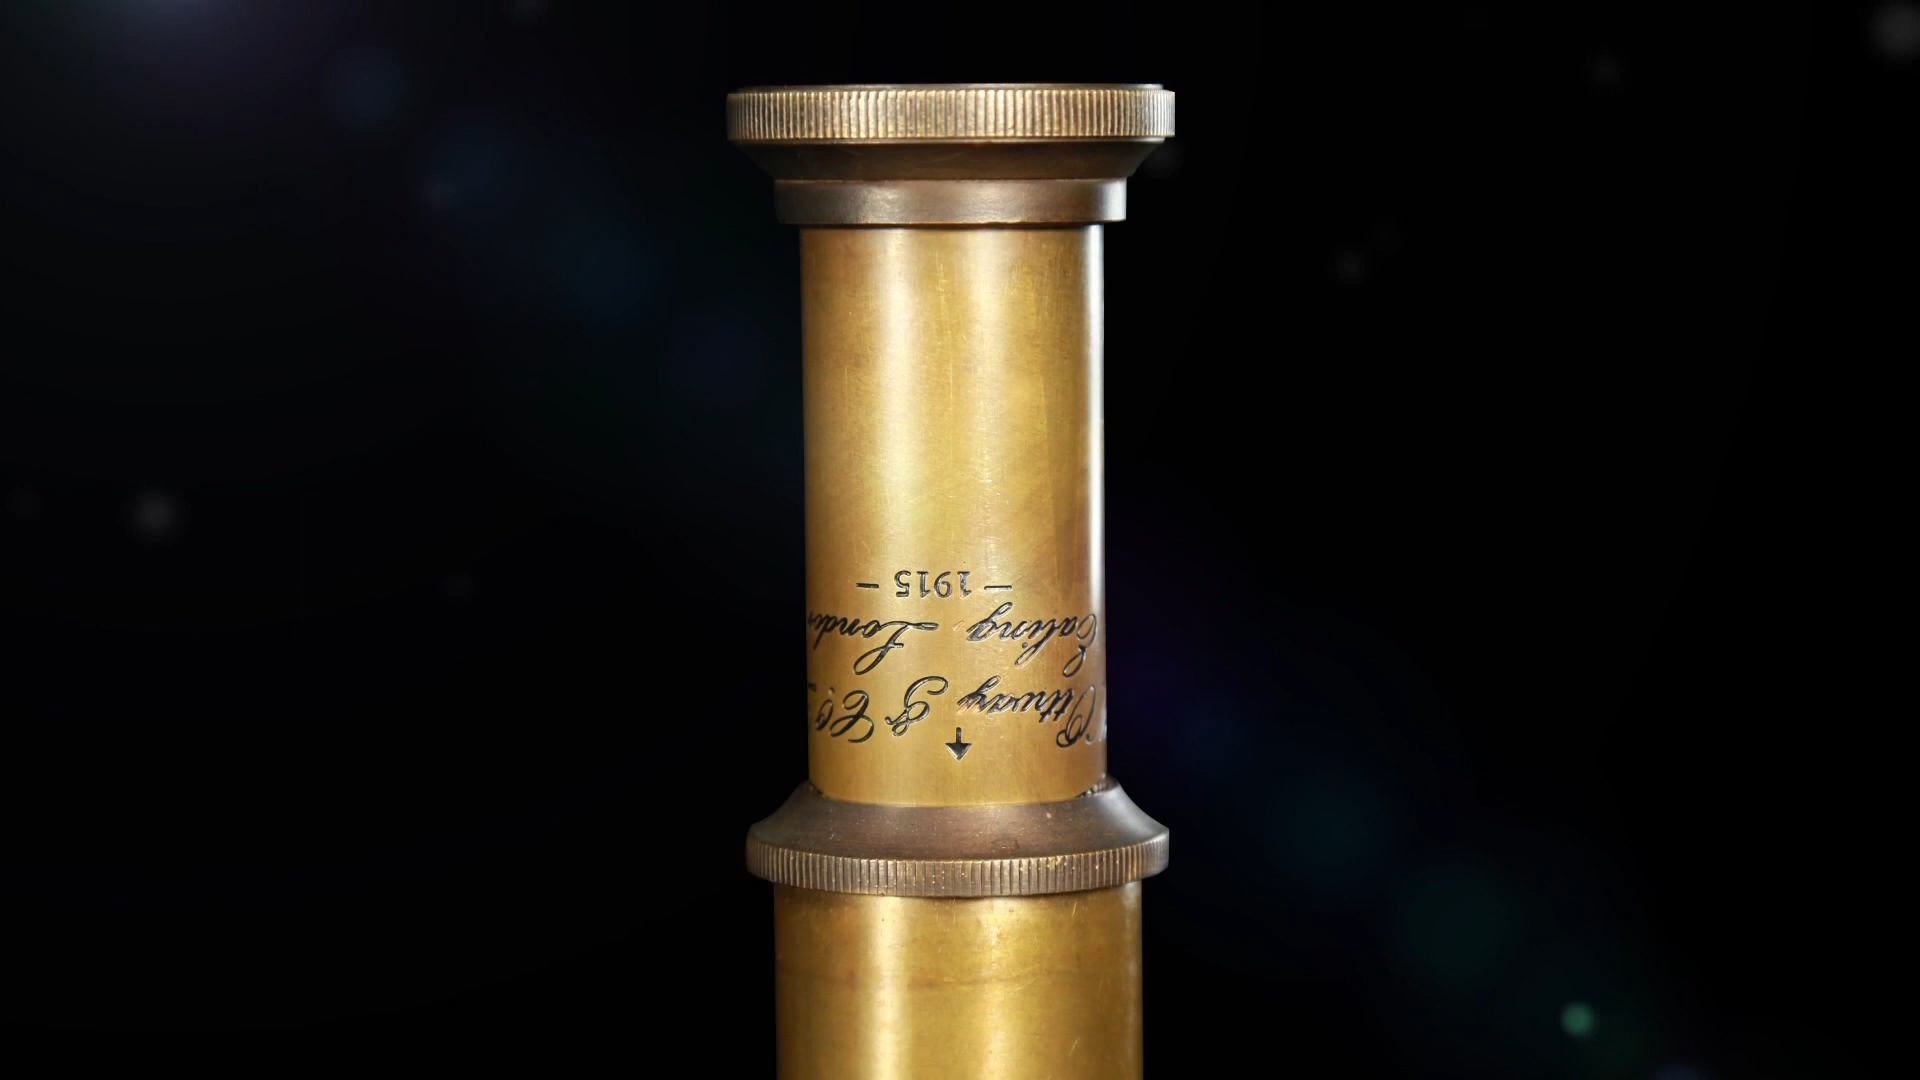 Ottway & Co.
Ealing, London
– 1915 –